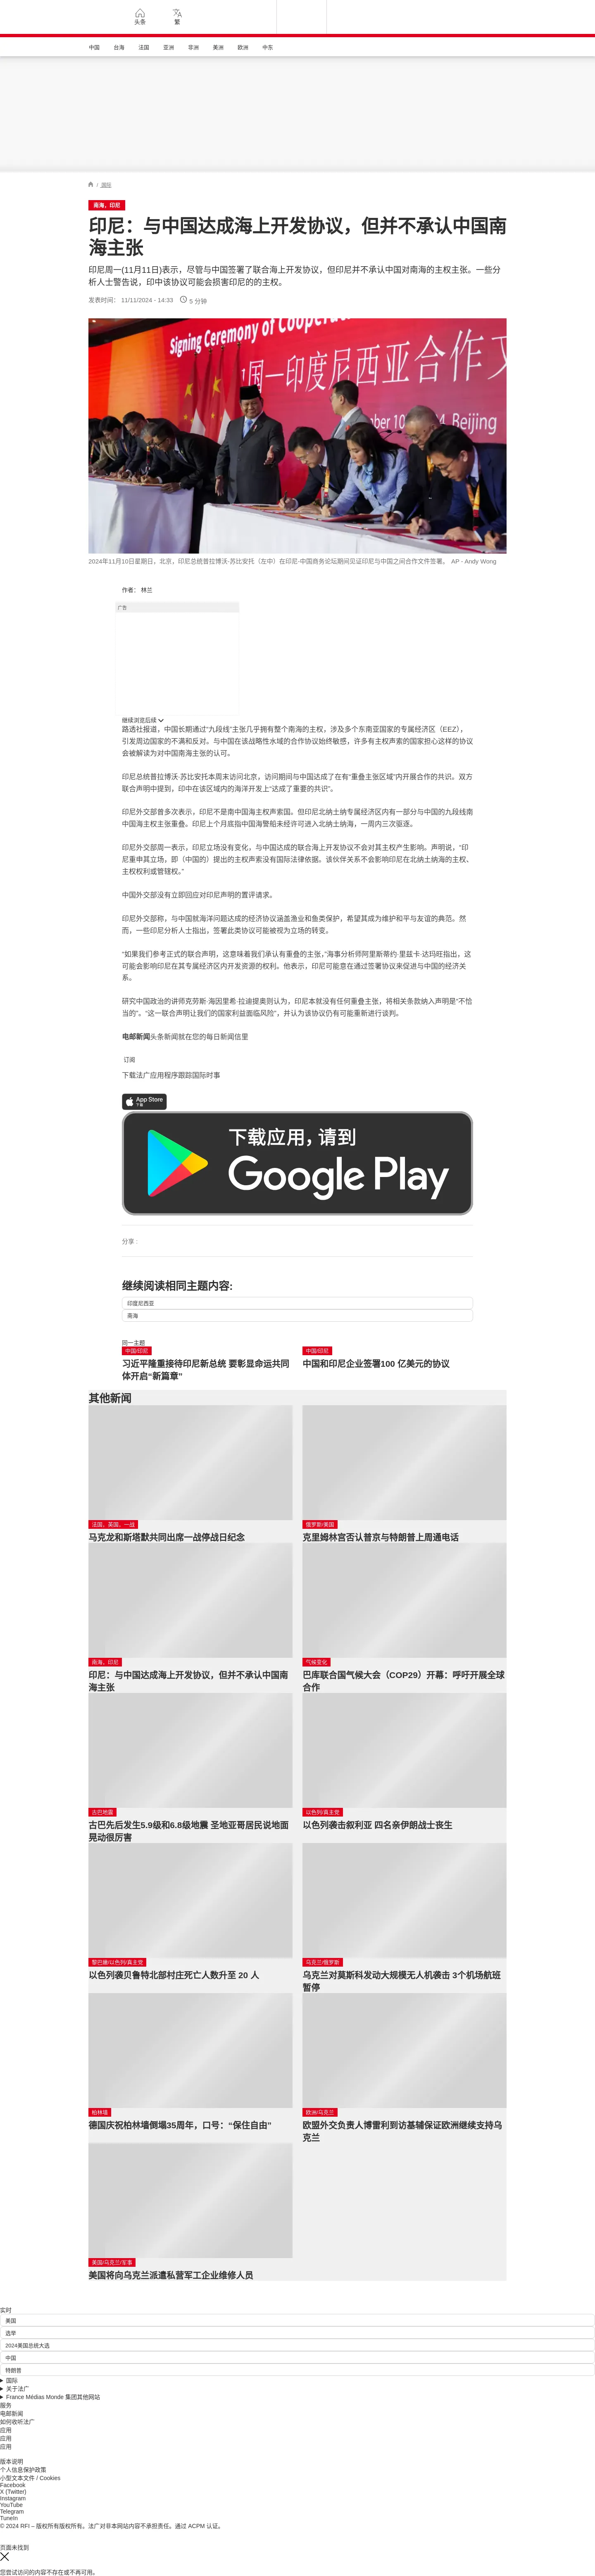 头条
繁
中国
台海
法国
亚洲
非洲
美洲
欧洲
中东
/ 国际
南海，印尼
印尼：与中国达成海上开发协议，但并不承认中国南
海主张
印尼周一(11月11日)表示，尽管与中国签署了联合海上开发协议，但印尼并不承认中国对南海的主权主张。一些分
析人士警告说，印中该协议可能会损害印尼的的主权。
发表时间： 11/11/2024 - 14:33 5 分钟
Signing Ceremony of Coopera
周一印度尼西亚合作文
October 10, 2024, Beijing
2024年11月10日星期日，北京，印尼总统普拉博沃·苏比安托（左中）在印尼-中国商务论坛期间见证印尼与中国之间合作文件签署。 AP - Andy Wong
作者： 林兰
广告
继续浏览后续
路透社报道，中国长期通过“九段线”主张几乎拥有整个南海的主权，涉及多个东南亚国家的专属经济区（EEZ），
引发周边国家的不满和反对。与中国在该战略性水域的合作协议始终敏感，许多有主权声索的国家担心这样的协议
会被解读为对中国南海主张的认可。
印尼总统普拉博沃·苏比安托本周末访问北京，访问期间与中国达成了在有“重叠主张区域”内开展合作的共识。双方
联合声明中提到，印中在该区域内的海洋开发上“达成了重要的共识”。
印尼外交部曾多次表示，印尼不是南中国海主权声索国。但印尼北纳土纳专属经济区内有一部分与中国的九段线南
中国海主权主张重叠。印尼上个月底指中国海警船未经许可进入北纳土纳海，一周内三次驱逐。
印尼外交部周一表示，印尼立场没有变化，与中国达成的联合海上开发协议不会对其主权产生影响。声明说，“印
尼重申其立场，即（中国的）提出的主权声索没有国际法律依据。该伙伴关系不会影响印尼在北纳土纳海的主权、
主权权利或管辖权。”
中国外交部没有立即回应对印尼声明的置评请求。
印尼外交部称，与中国就海洋问题达成的经济协议涵盖渔业和鱼类保护，希望其成为维护和平与友谊的典范。然
而，一些印尼分析人士指出，签署此类协议可能被视为立场的转变。
“如果我们参考正式的联合声明，这意味着我们承认有重叠的主张，”海事分析师阿里斯蒂约·里兹卡·达玛旺指出，这
可能会影响印尼在其专属经济区内开发资源的权利。他表示，印尼可能意在通过签署协议来促进与中国的经济关
系。
研究中国政治的讲师克劳斯·海因里希·拉迪提奥则认为，印尼本就没有任何重叠主张，将相关条款纳入声明是“不恰
当的”。“这一联合声明让我们的国家利益面临风险”，并认为该协议仍有可能重新进行谈判。
电邮新闻头条新闻就在您的每日新闻信里
订阅
下载法广应用程序跟踪国际时事
App Store
下载
下载应用，请到
Google Play
分享 :
继续阅读相同主题内容:
印度尼西亚
南海
同一主题
中国/印尼
习近平隆重接待印尼新总统 要彰显命运共同
体开启“新篇章”
中国/印尼
中国和印尼企业签署100 亿美元的协议
其他新闻
法国、英国、一战
马克龙和斯塔默共同出席一战停战日纪念
俄罗斯/美国
克里姆林宫否认普京与特朗普上周通电话
南海，印尼
印尼：与中国达成海上开发协议，但并不承认中国南
海主张
气候变化
巴库联合国气候大会（COP29）开幕：呼吁开展全球
合作
古巴地震
古巴先后发生5.9级和6.8级地震 圣地亚哥居民说地面
晃动很厉害
以色列/真主党
以色列袭击叙利亚 四名亲伊朗战士丧生
黎巴嫩/以色列/真主党
以色列袭贝鲁特北部村庄死亡人数升至 20 人
乌克兰/俄罗斯
乌克兰对莫斯科发动大规模无人机袭击 3个机场航班
暂停
柏林墙
德国庆祝柏林墙倒塌35周年，口号：“保住自由”
欧洲/乌克兰
欧盟外交负责人博雷利到访基辅保证欧洲继续支持乌
克兰
美国/乌克兰/军事
美国将向乌克兰派遣私营军工企业维修人员
实时
美国
选举
2024美国总统大选
中国
特朗普
国际
关于法广
France Médias Monde 集团其他网站
服务
电邮新闻
如何收听法广
应用
应用
应用
版本说明
个人信息保护政策
小型文本文件 / Cookies
Facebook
X (Twitter)
Instagram
YouTube
Telegram
TuneIn
© 2024 RFI – 版权所有版权所有。法广对非本网站内容不承担责任。通过 ACPM 认证。
页面未找到
您尝试访问的内容不存在或不再可用。